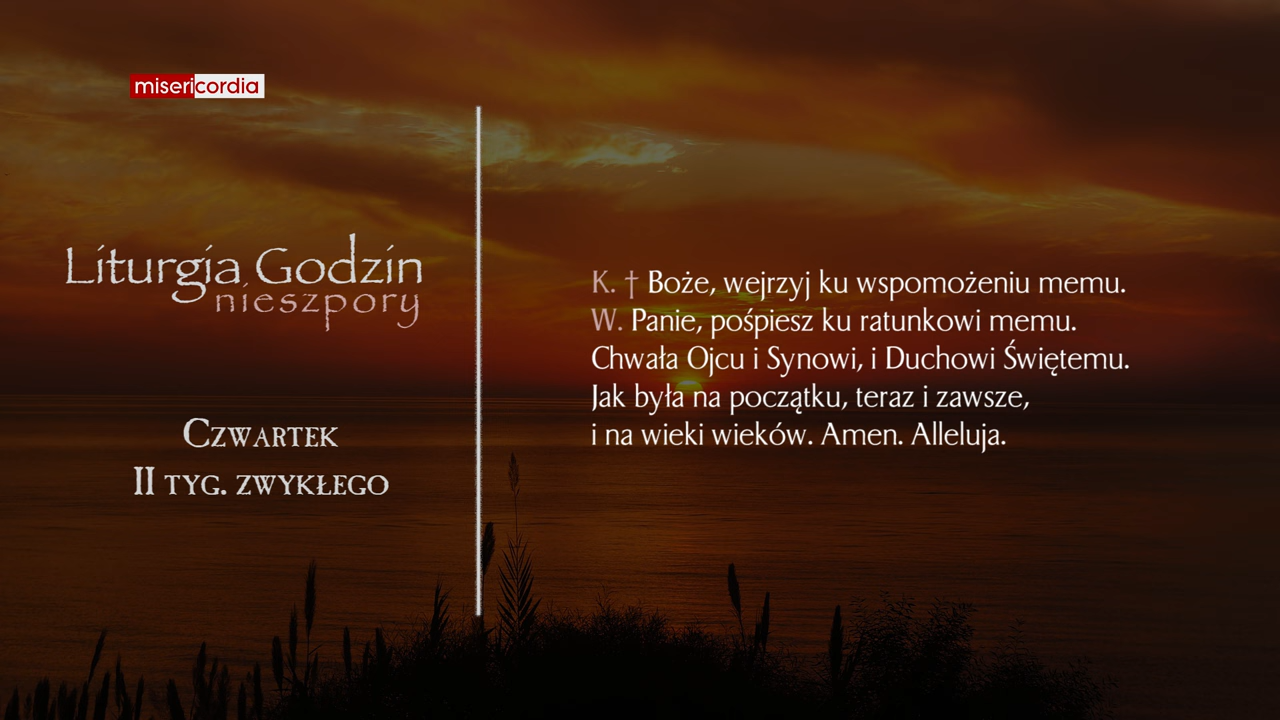 misericordia
Liturgia Godzin
nieszpory
Czwartek
II tyg. zwykłego
K. † Boże, wejrzyj ku wspomożeniu memu.
W. Panie, pośpiesz ku ratunkowi memu.
Chwała Ojcu i Synowi, i Duchowi Świętemu.
Jak była na początku, teraz i zawsze,
i na wieki wieków. Amen. Alleluja.